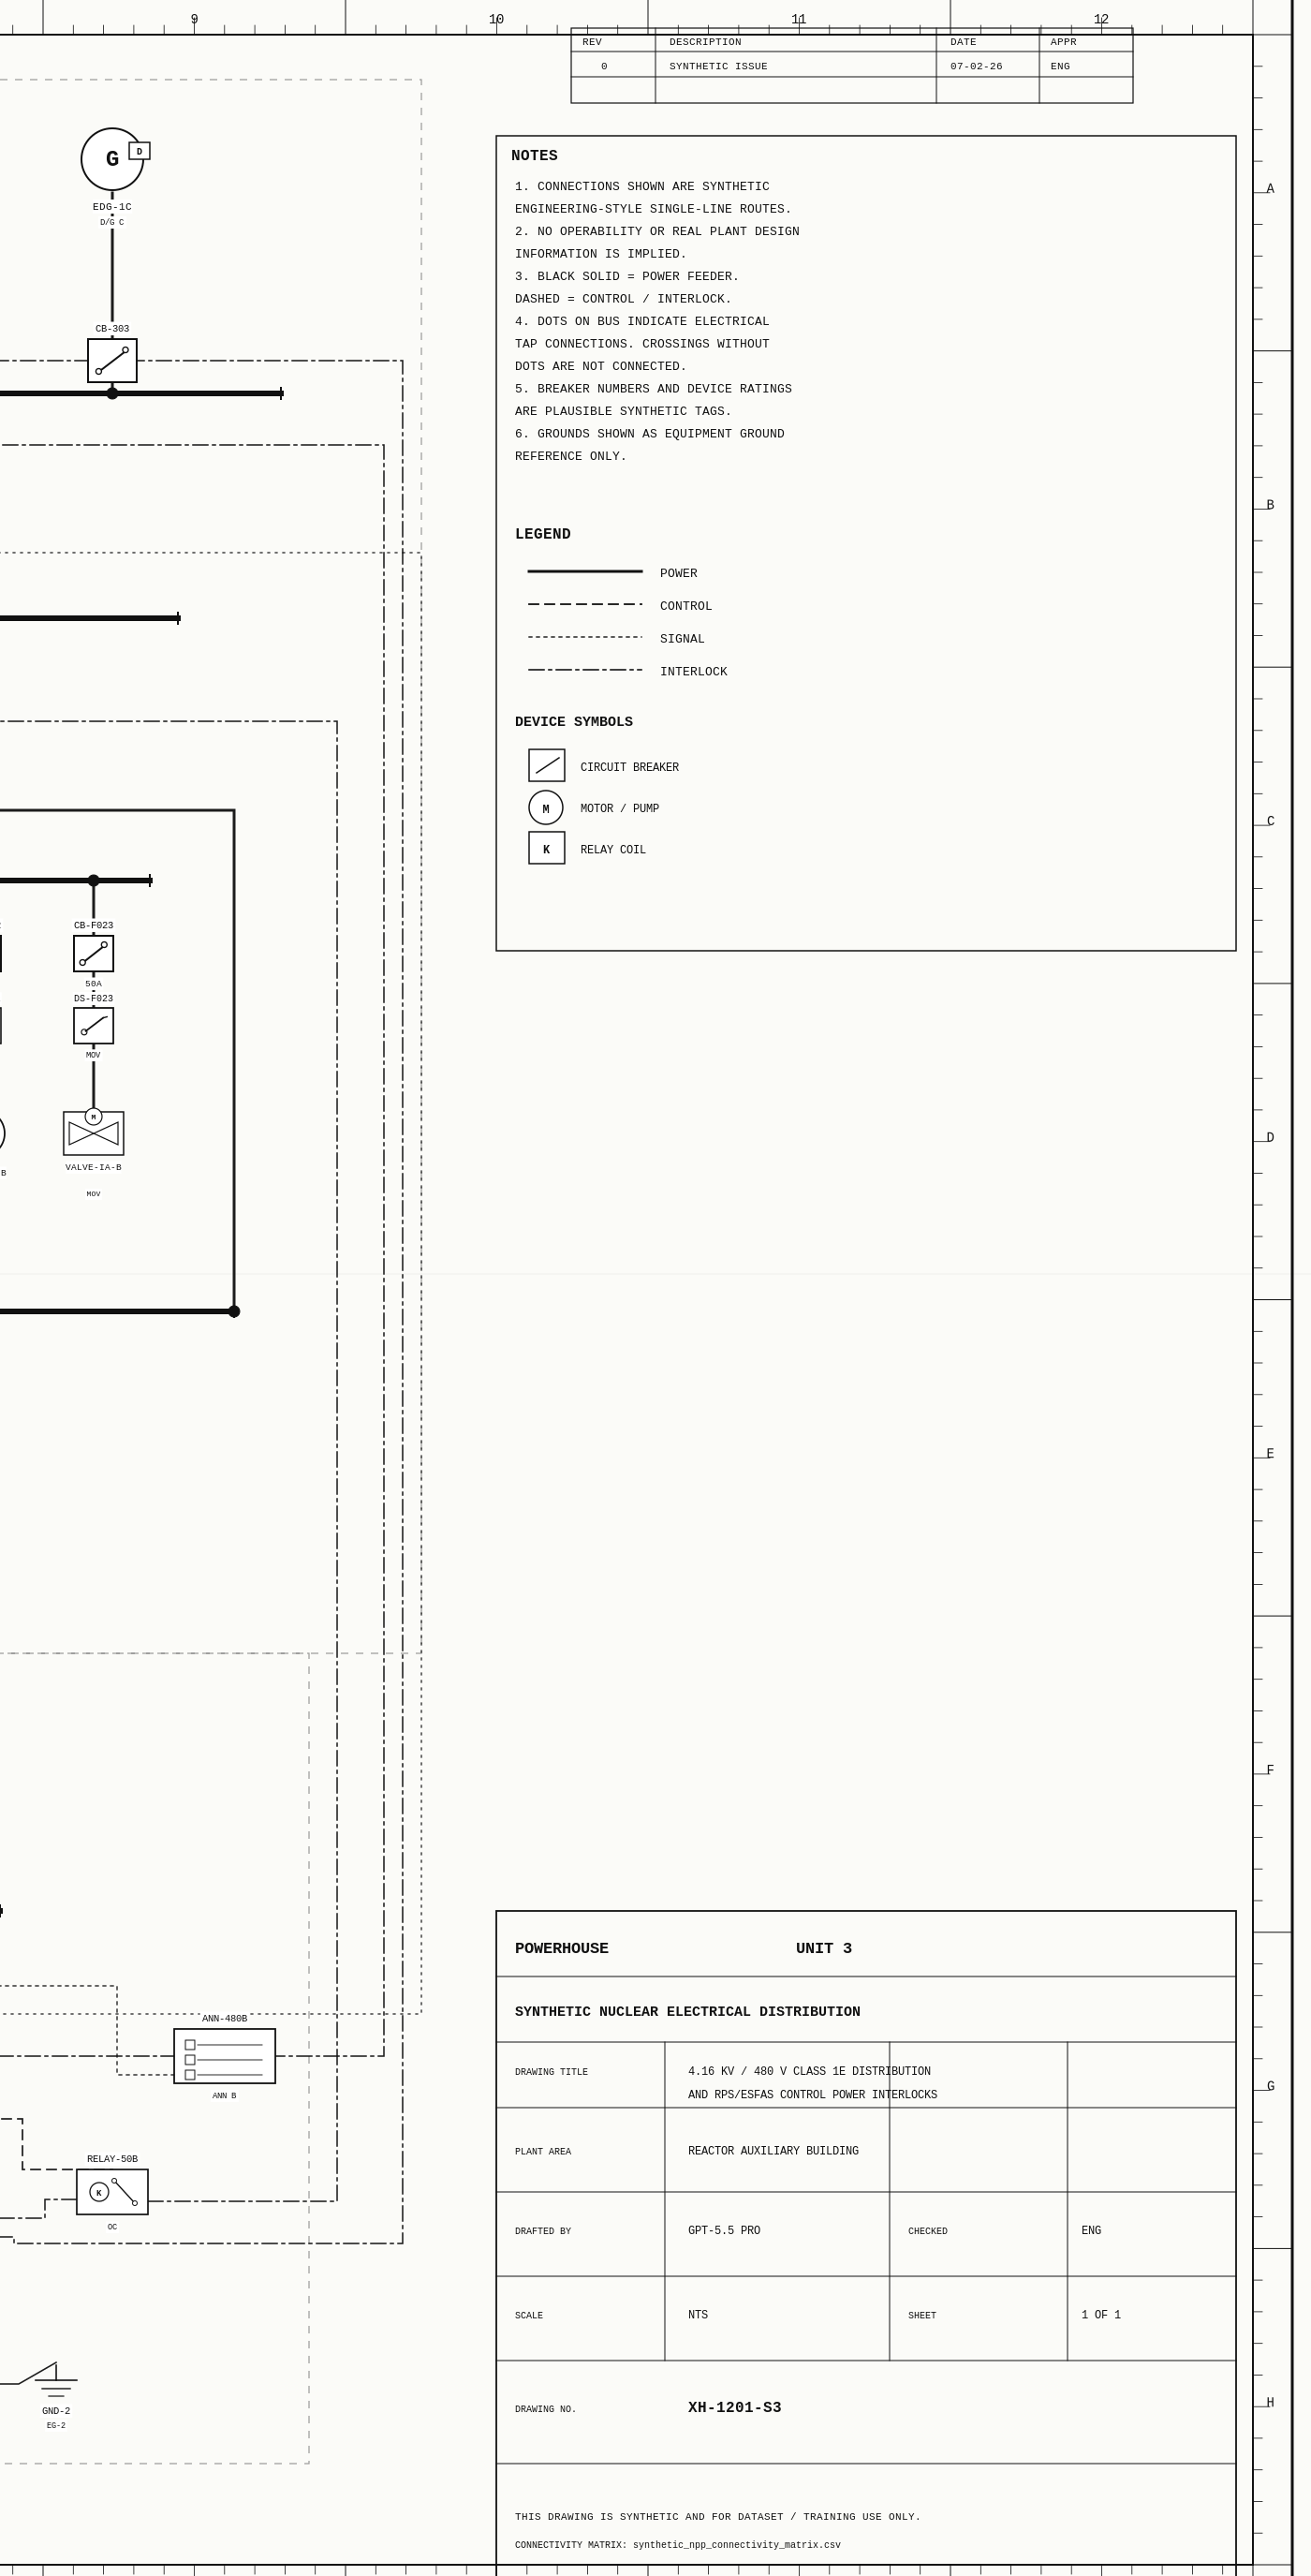 9 10 11 12
REV DESCRIPTION DATE APPR
0 SYNTHETIC ISSUE 07-02-26 ENG
G D
EDG-1C
D/G C
CB-303
NOTES
1. CONNECTIONS SHOWN ARE SYNTHETIC
ENGINEERING-STYLE SINGLE-LINE ROUTES.
2. NO OPERABILITY OR REAL PLANT DESIGN
INFORMATION IS IMPLIED.
3. BLACK SOLID = POWER FEEDER.
DASHED = CONTROL / INTERLOCK.
4. DOTS ON BUS INDICATE ELECTRICAL
TAP CONNECTIONS. CROSSINGS WITHOUT
DOTS ARE NOT CONNECTED.
5. BREAKER NUMBERS AND DEVICE RATINGS
ARE PLAUSIBLE SYNTHETIC TAGS.
6. GROUNDS SHOWN AS EQUIPMENT GROUND
REFERENCE ONLY.
LEGEND
POWER
CONTROL
SIGNAL
INTERLOCK
DEVICE SYMBOLS
CIRCUIT BREAKER
M MOTOR / PUMP
K RELAY COIL
A
B
C
D
E
F
G
H
CB-F023
50A
DS-F023
MOV
M
VALVE-IA-B
MOV
B
ANN-480B
ANN B
RELAY-50B
K
OC
GND-2
EG-2
POWERHOUSE UNIT 3
SYNTHETIC NUCLEAR ELECTRICAL DISTRIBUTION
DRAWING TITLE 4.16 KV / 480 V CLASS 1E DISTRIBUTION
AND RPS/ESFAS CONTROL POWER INTERLOCKS
PLANT AREA REACTOR AUXILIARY BUILDING
DRAFTED BY GPT-5.5 PRO CHECKED ENG
SCALE NTS SHEET 1 OF 1
DRAWING NO. XH-1201-S3
THIS DRAWING IS SYNTHETIC AND FOR DATASET / TRAINING USE ONLY.
CONNECTIVITY MATRIX: synthetic_npp_connectivity_matrix.csv